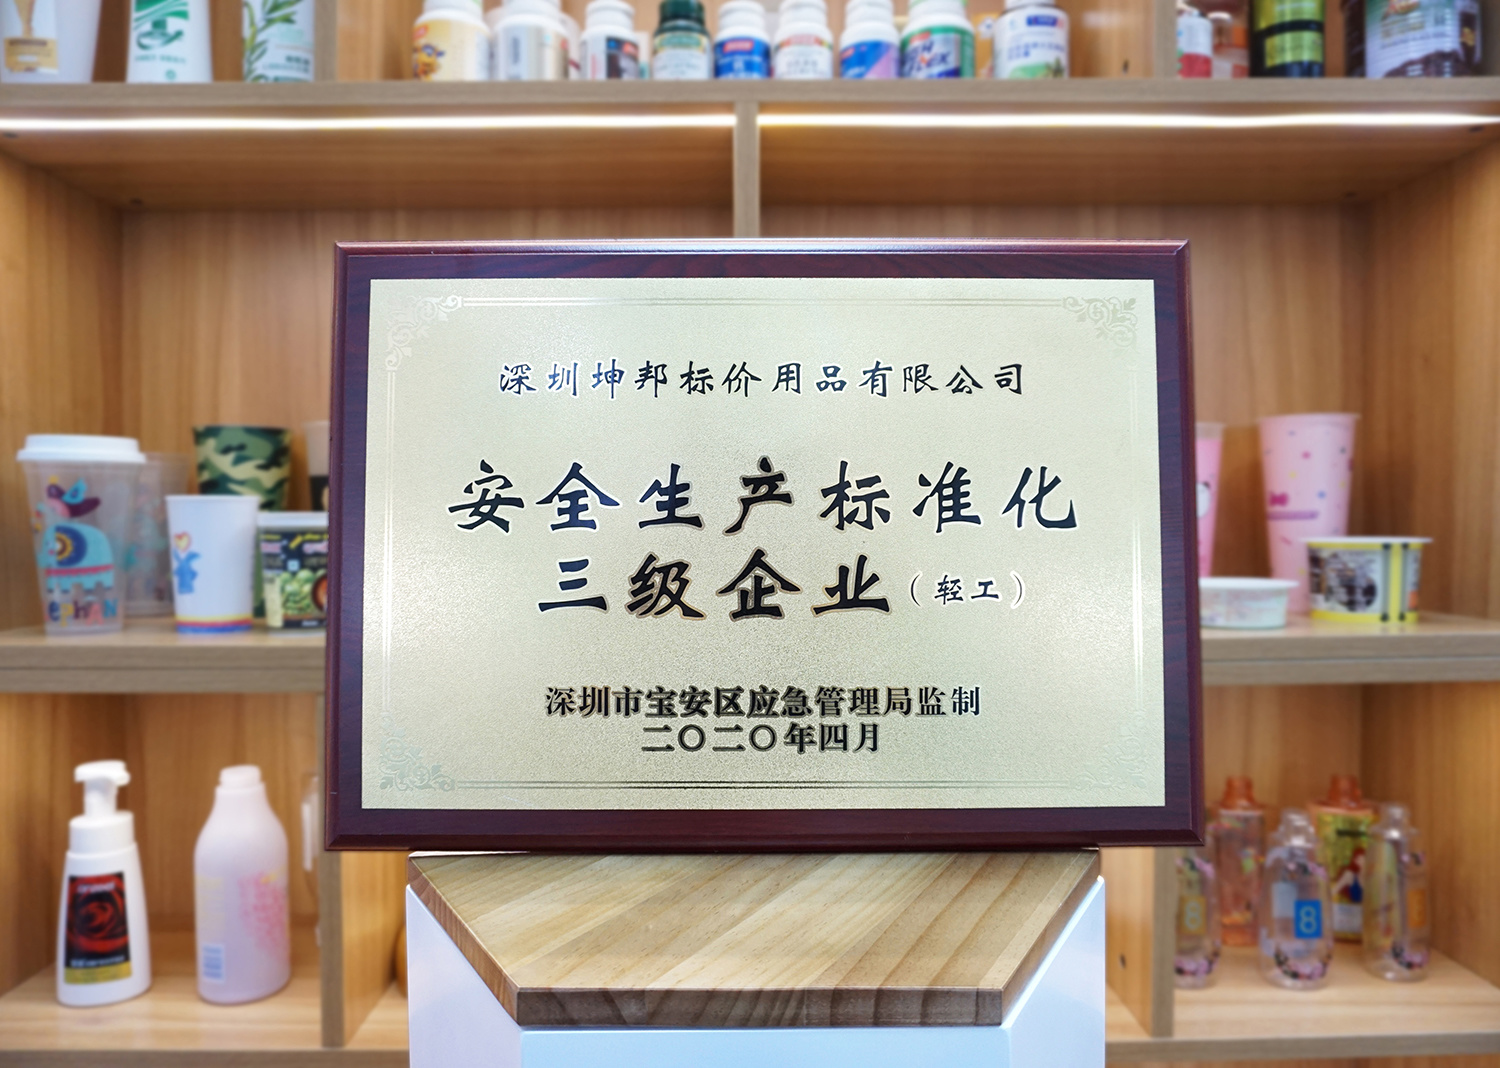 深圳坤邦标价用品有限公司
安全生产标准化
三级企业（轻工）
深圳市宝安区应急管理局监制
二〇二〇年四月
8